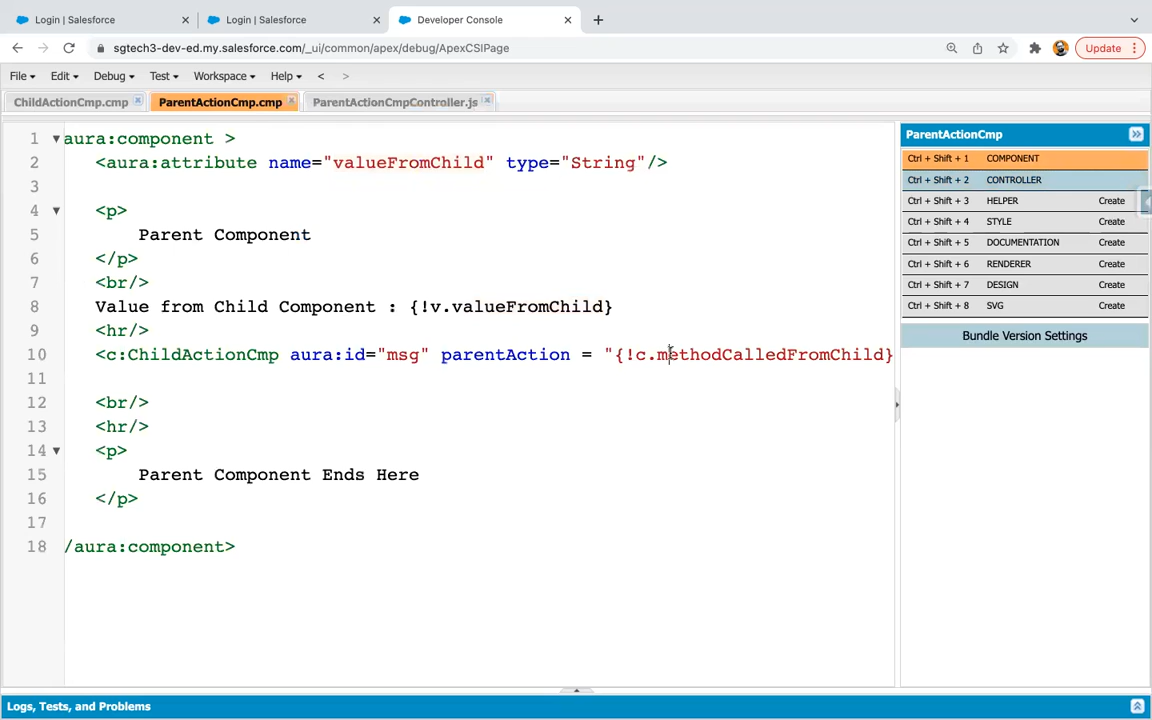 Login | Salesforce
Login | Salesforce
Developer Console
sgtech3-dev-ed.my.salesforce.com/_ui/common/apex/debug/ApexCSIPage
Update
File Edit Debug Test Workspace Help < >
ChildActionCmp.cmp ParentActionCmp.cmp ParentActionCmpController.js
1 aura:component >
2 <aura:attribute name="valueFromChild" type="String"/>
3
4 <p>
5 Parent Component
6 </p>
7 <br/>
8 Value from Child Component : {!v.valueFromChild}
9 <hr/>
10 <c:ChildActionCmp aura:id="msg" parentAction = "{!c.methodCalledFromChild}
11
12 <br/>
13 <hr/>
14 <p>
15 Parent Component Ends Here
16 </p>
17
18 /aura:component>
ParentActionCmp
Ctrl + Shift + 1 COMPONENT
Ctrl + Shift + 2 CONTROLLER
Ctrl + Shift + 3 HELPER Create
Ctrl + Shift + 4 STYLE Create
Ctrl + Shift + 5 DOCUMENTATION Create
Ctrl + Shift + 6 RENDERER Create
Ctrl + Shift + 7 DESIGN Create
Ctrl + Shift + 8 SVG Create
Bundle Version Settings
Logs, Tests, and Problems